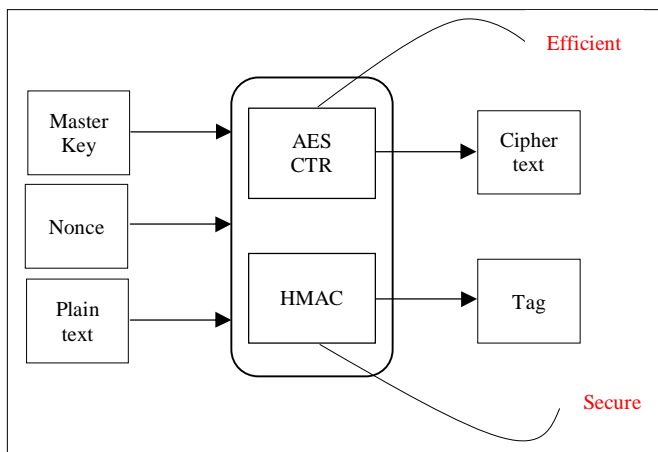 Efficient
Master
Key
AES
CTR
Cipher
text
Nonce
Plain
text
HMAC
Tag
Secure